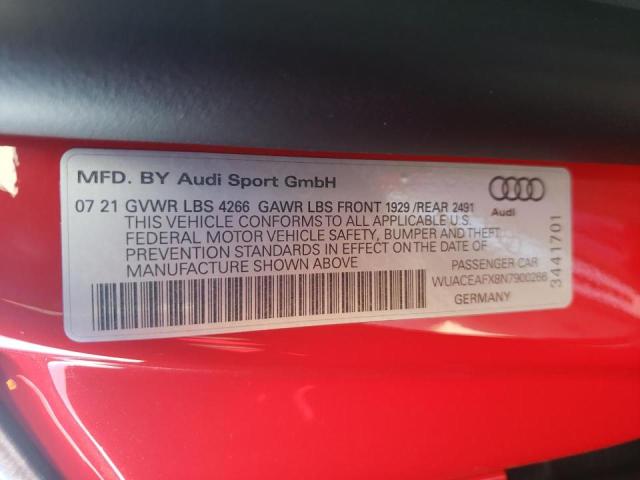 MFD. BY Audi Sport GmbH
07 21 GVWR LBS 4266 GAWR LBS FRONT 1929 /REAR 2491
THIS VEHICLE CONFORMS TO ALL APPLICABLE U.S.
FEDERAL MOTOR VEHICLE SAFETY, BUMPER AND THEFT
PREVENTION STANDARDS IN EFFECT ON THE DATE OF
MANUFACTURE SHOWN ABOVE
Audi
PASSENGER CAR
WUACEAFX8N7900266
GERMANY
3441701